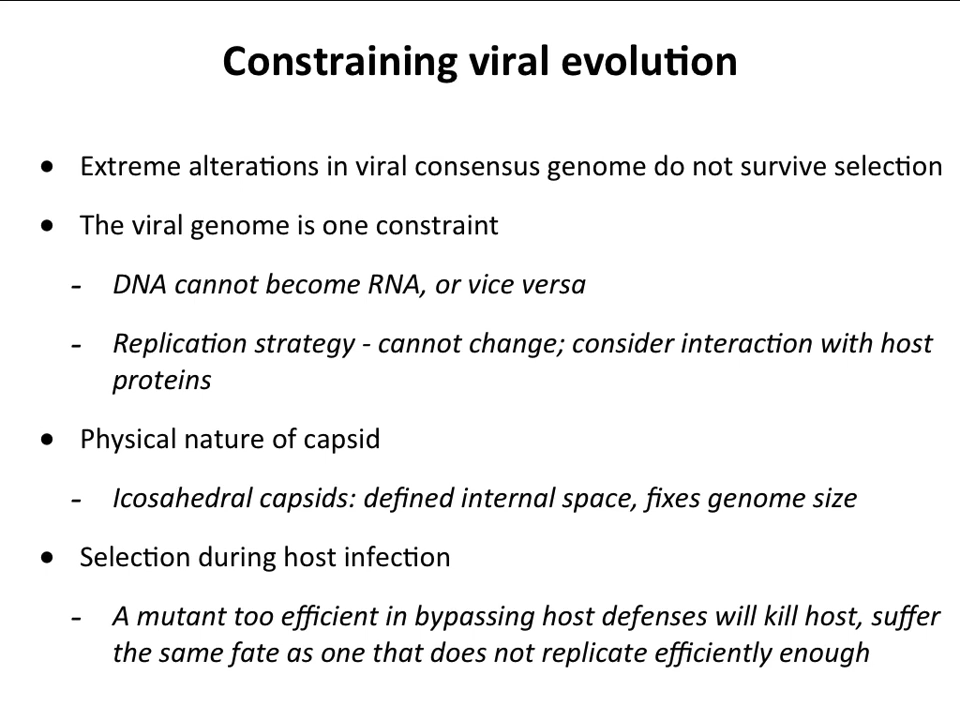 Constraining viral evolution
• Extreme alterations in viral consensus genome do not survive selection
• The viral genome is one constraint
- DNA cannot become RNA, or vice versa
- Replication strategy - cannot change; consider interaction with host
proteins
• Physical nature of capsid
- Icosahedral capsids: defined internal space, fixes genome size
• Selection during host infection
- A mutant too efficient in bypassing host defenses will kill host, suffer
the same fate as one that does not replicate efficiently enough